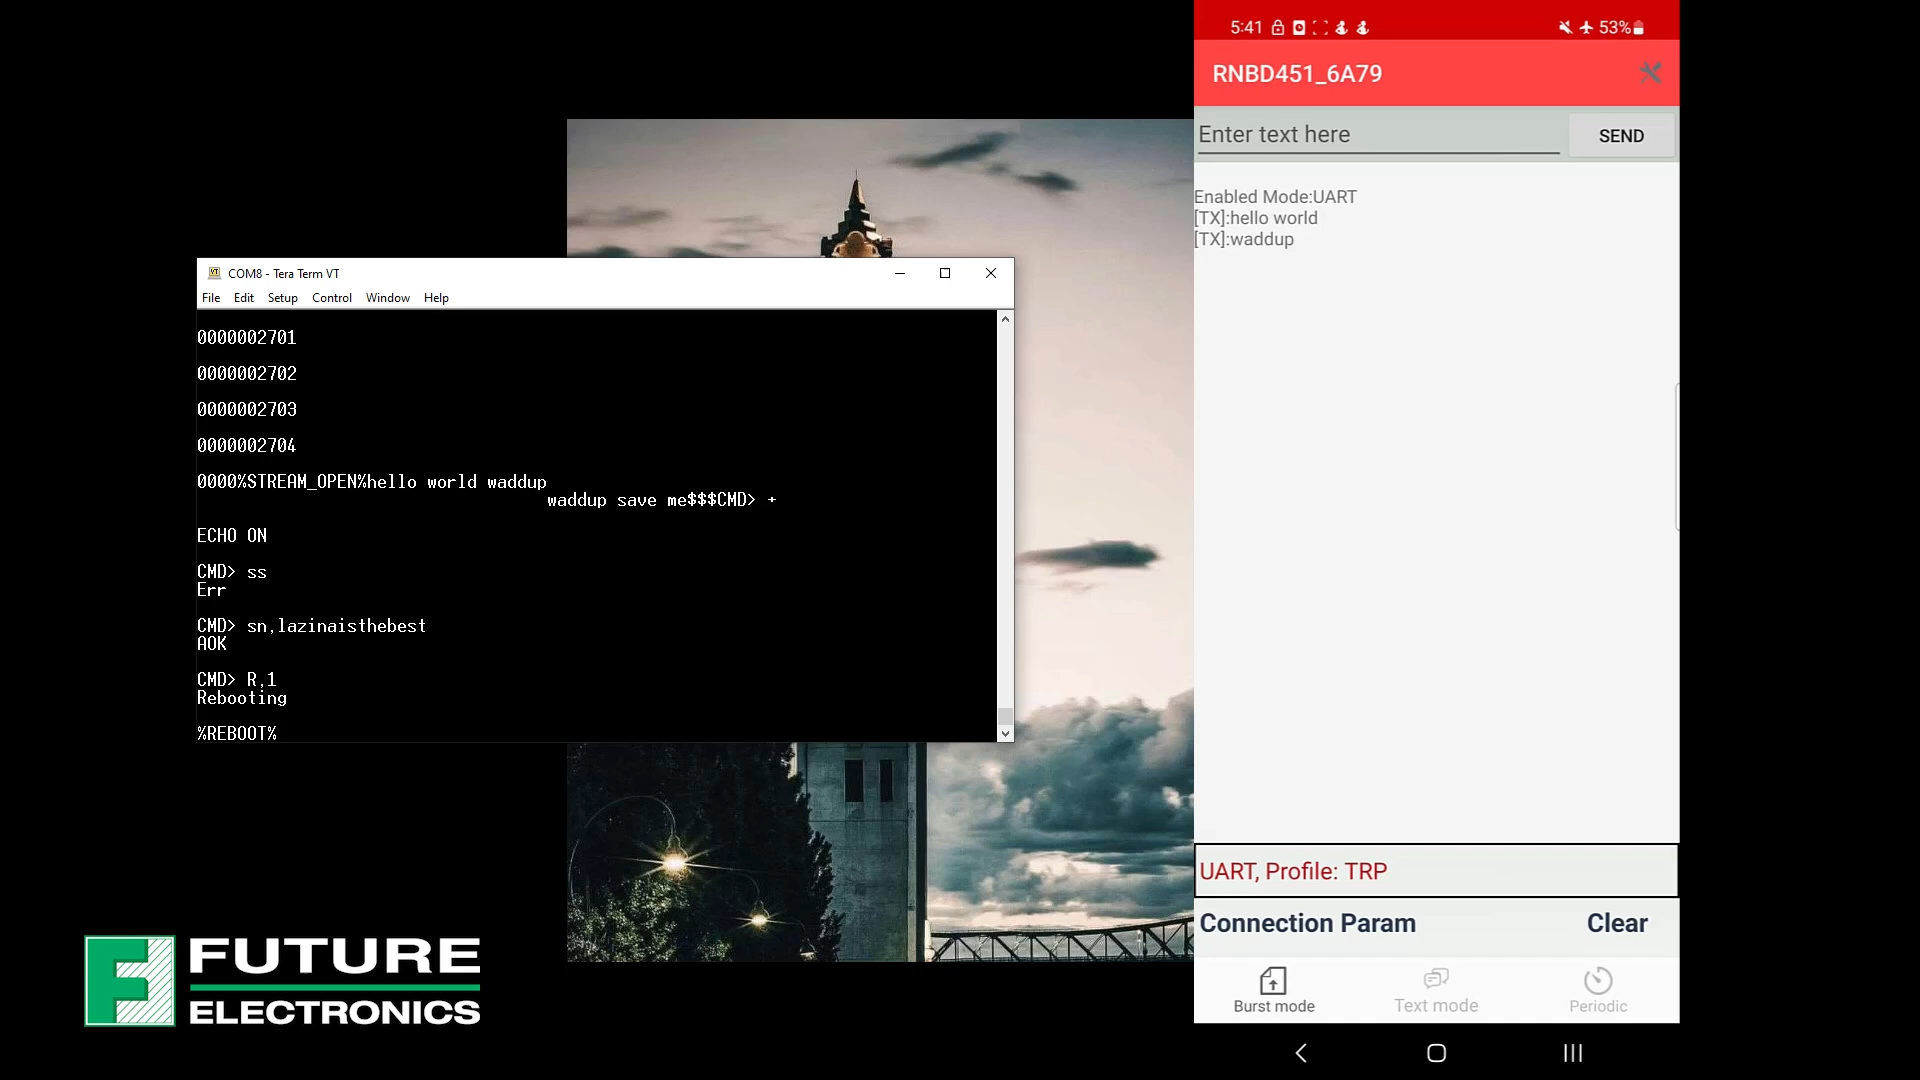 COM8 - Tera Term VT
File Edit Setup Control Window Help
0000002701
0000002702
0000002703
0000002704
0000%STREAM_OPEN%hello world waddup
waddup save me$$$CMD> +
ECHO ON
CMD> ss
Err
CMD> sn,lazinaisthebest
AOK
CMD> R,1
Rebooting
%REBOOT%
FUTURE
ELECTRONICS
5:41 53%
RNBD451_6A79
Enter text here SEND
Enabled Mode:UART
[TX]:hello world
[TX]:waddup
UART, Profile: TRP
Connection Param Clear
Burst mode Text mode Periodic